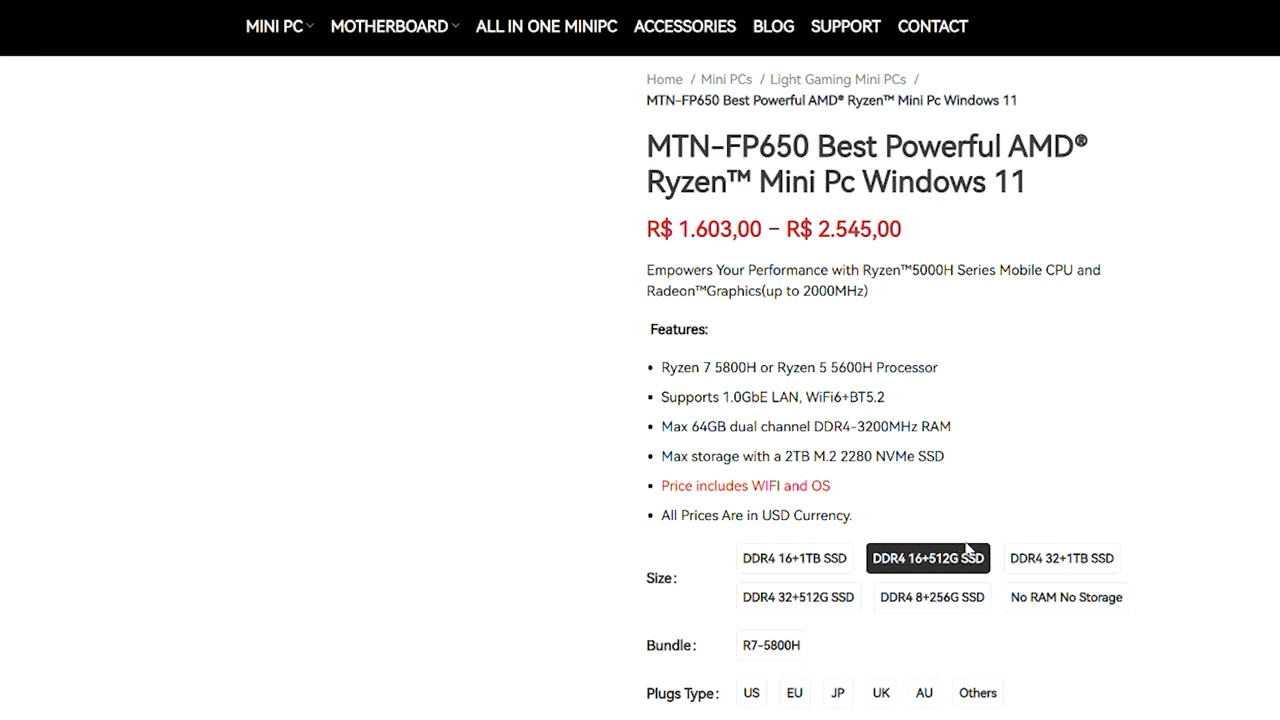 MINI PC MOTHERBOARD ALL IN ONE MINIPC ACCESSORIES BLOG SUPPORT CONTACT
Home / Mini PCs / Light Gaming Mini PCs /
MTN-FP650 Best Powerful AMD® Ryzen™ Mini Pc Windows 11
MTN-FP650 Best Powerful AMD®
Ryzen™ Mini Pc Windows 11
R$ 1.603,00 – R$ 2.545,00
Empowers Your Performance with Ryzen™5000H Series Mobile CPU and
Radeon™Graphics(up to 2000MHz)
Features:
• Ryzen 7 5800H or Ryzen 5 5600H Processor
• Supports 1.0GbE LAN, WiFi6+BT5.2
• Max 64GB dual channel DDR4-3200MHz RAM
• Max storage with a 2TB M.2 2280 NVMe SSD
• Price includes WIFI and OS
• All Prices Are in USD Currency.
Size: DDR4 16+1TB SSD DDR4 16+512G SSD DDR4 32+1TB SSD
DDR4 32+512G SSD DDR4 8+256G SSD No RAM No Storage
Bundle: R7-5800H
Plugs Type: US EU JP UK AU Others